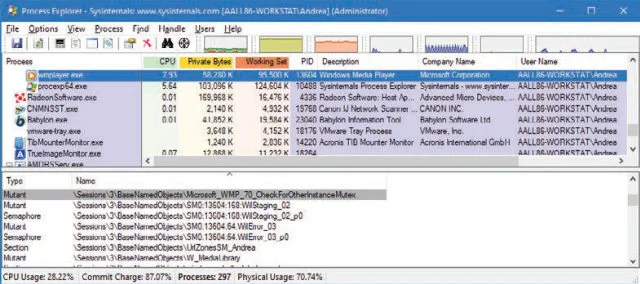 Process Explorer - Sysinternals: www.sysinternals.com [AALL86-WORKSTAT\Andrea] (Administrator)
File Options View Process Find Handle Users Help
Process CPU Private Bytes Working Set PID Description Company Name User Name
wmplayer.exe 7.93 58,280 K 95,500 K 13604 Windows Media Player Microsoft Corporation AALL86-WORKSTAT\Andrea
procexp64.exe 5.64 103,096 K 124,604 K 10488 Sysinternals Process Explorer Sysinternals - www.sysinter... AALL86-WORKSTAT\Andrea
RadeonSoftware.exe 0.01 169,968 K 16,476 K 4336 Radeon Software: Host Ap... Advanced Micro Devices, ... AALL86-WORKSTAT\Andrea
CNMNSST.exe 0.01 2,140 K 4,932 K 19768 Canon IJ Network Scanner ... CANON INC. AALL86-WORKSTAT\Andrea
Babylon.exe 0.01 41,852 K 19,584 K 23040 Babylon Information Tool Babylon Software Ltd. AALL86-WORKSTAT\Andrea
vmware-tray.exe 3,648 K 4,152 K 18176 VMware Tray Process VMware, Inc. AALL86-WORKSTAT\Andrea
TibMounterMonitor.exe 1,240 K 2,836 K 14220 Acronis TIB Mounter Monitor Acronis International GmbH AALL86-WORKSTAT\Andrea
TrueImageMonitor.exe 0.07 12,868 K 11,232 K 18264 AALL86-WORKSTAT\Andrea
AMDRSServ.exe
Type Name
Mutant \Sessions\3\BaseNamedObjects\Microsoft_WMP_70_CheckForOtherInstanceMutex
Mutant \Sessions\3\BaseNamedObjects\SM0:13604:168:WilStaging_02
Semaphore \Sessions\3\BaseNamedObjects\SM0:13604:168:WilStaging_02_p0
Mutant \Sessions\3\BaseNamedObjects\SM0:13604:64:WilError_03
Semaphore \Sessions\3\BaseNamedObjects\SM0:13604:64:WilError_03_p0
Section \Sessions\3\BaseNamedObjects\UrlZonesSM_Andrea
Mutant \Sessions\3\BaseNamedObjects\W_MediaLibrary
CPU Usage: 28.22% Commit Charge: 87.07% Processes: 297 Physical Usage: 70.74%